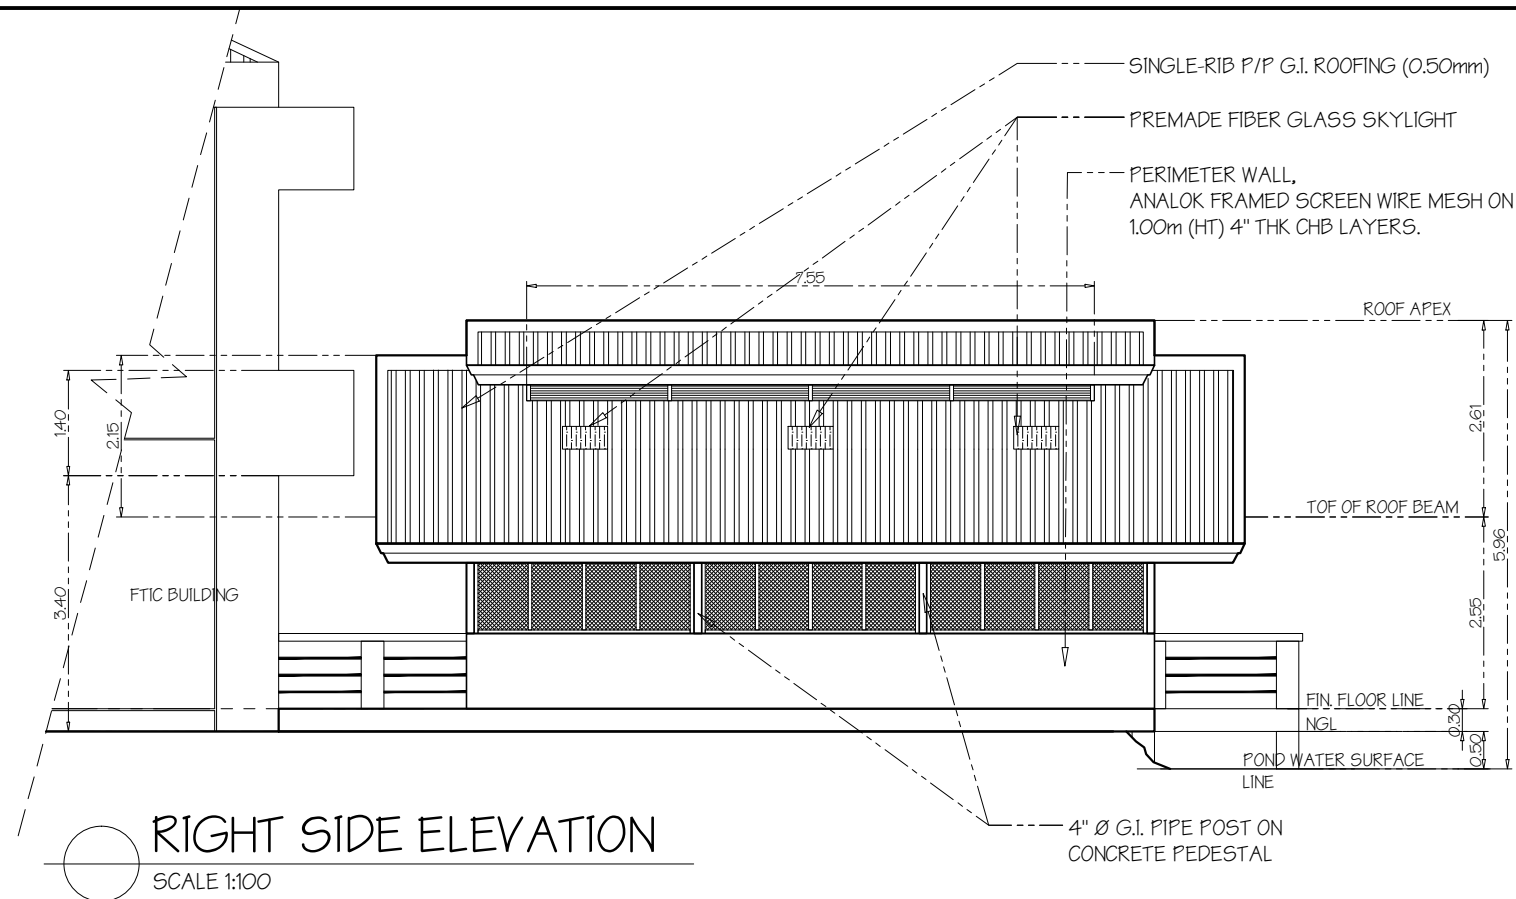 SINGLE-RIB P/P G.I. ROOFING (0.50mm)
PREMADE FIBER GLASS SKYLIGHT
PERIMETER WALL,
ANALOK FRAMED SCREEN WIRE MESH ON
1.00m (HT) 4" THK CHB LAYERS.
7.55
ROOF APEX
1.40
2.15
2.61
TOF OF ROOF BEAM
5.96
3.40
FTIC BUILDING
2.55
FIN. FLOOR LINE
0.30
NGL
0.50
POND WATER SURFACE
LINE
4" Ø G.I. PIPE POST ON
CONCRETE PEDESTAL
RIGHT SIDE ELEVATION
SCALE 1:100